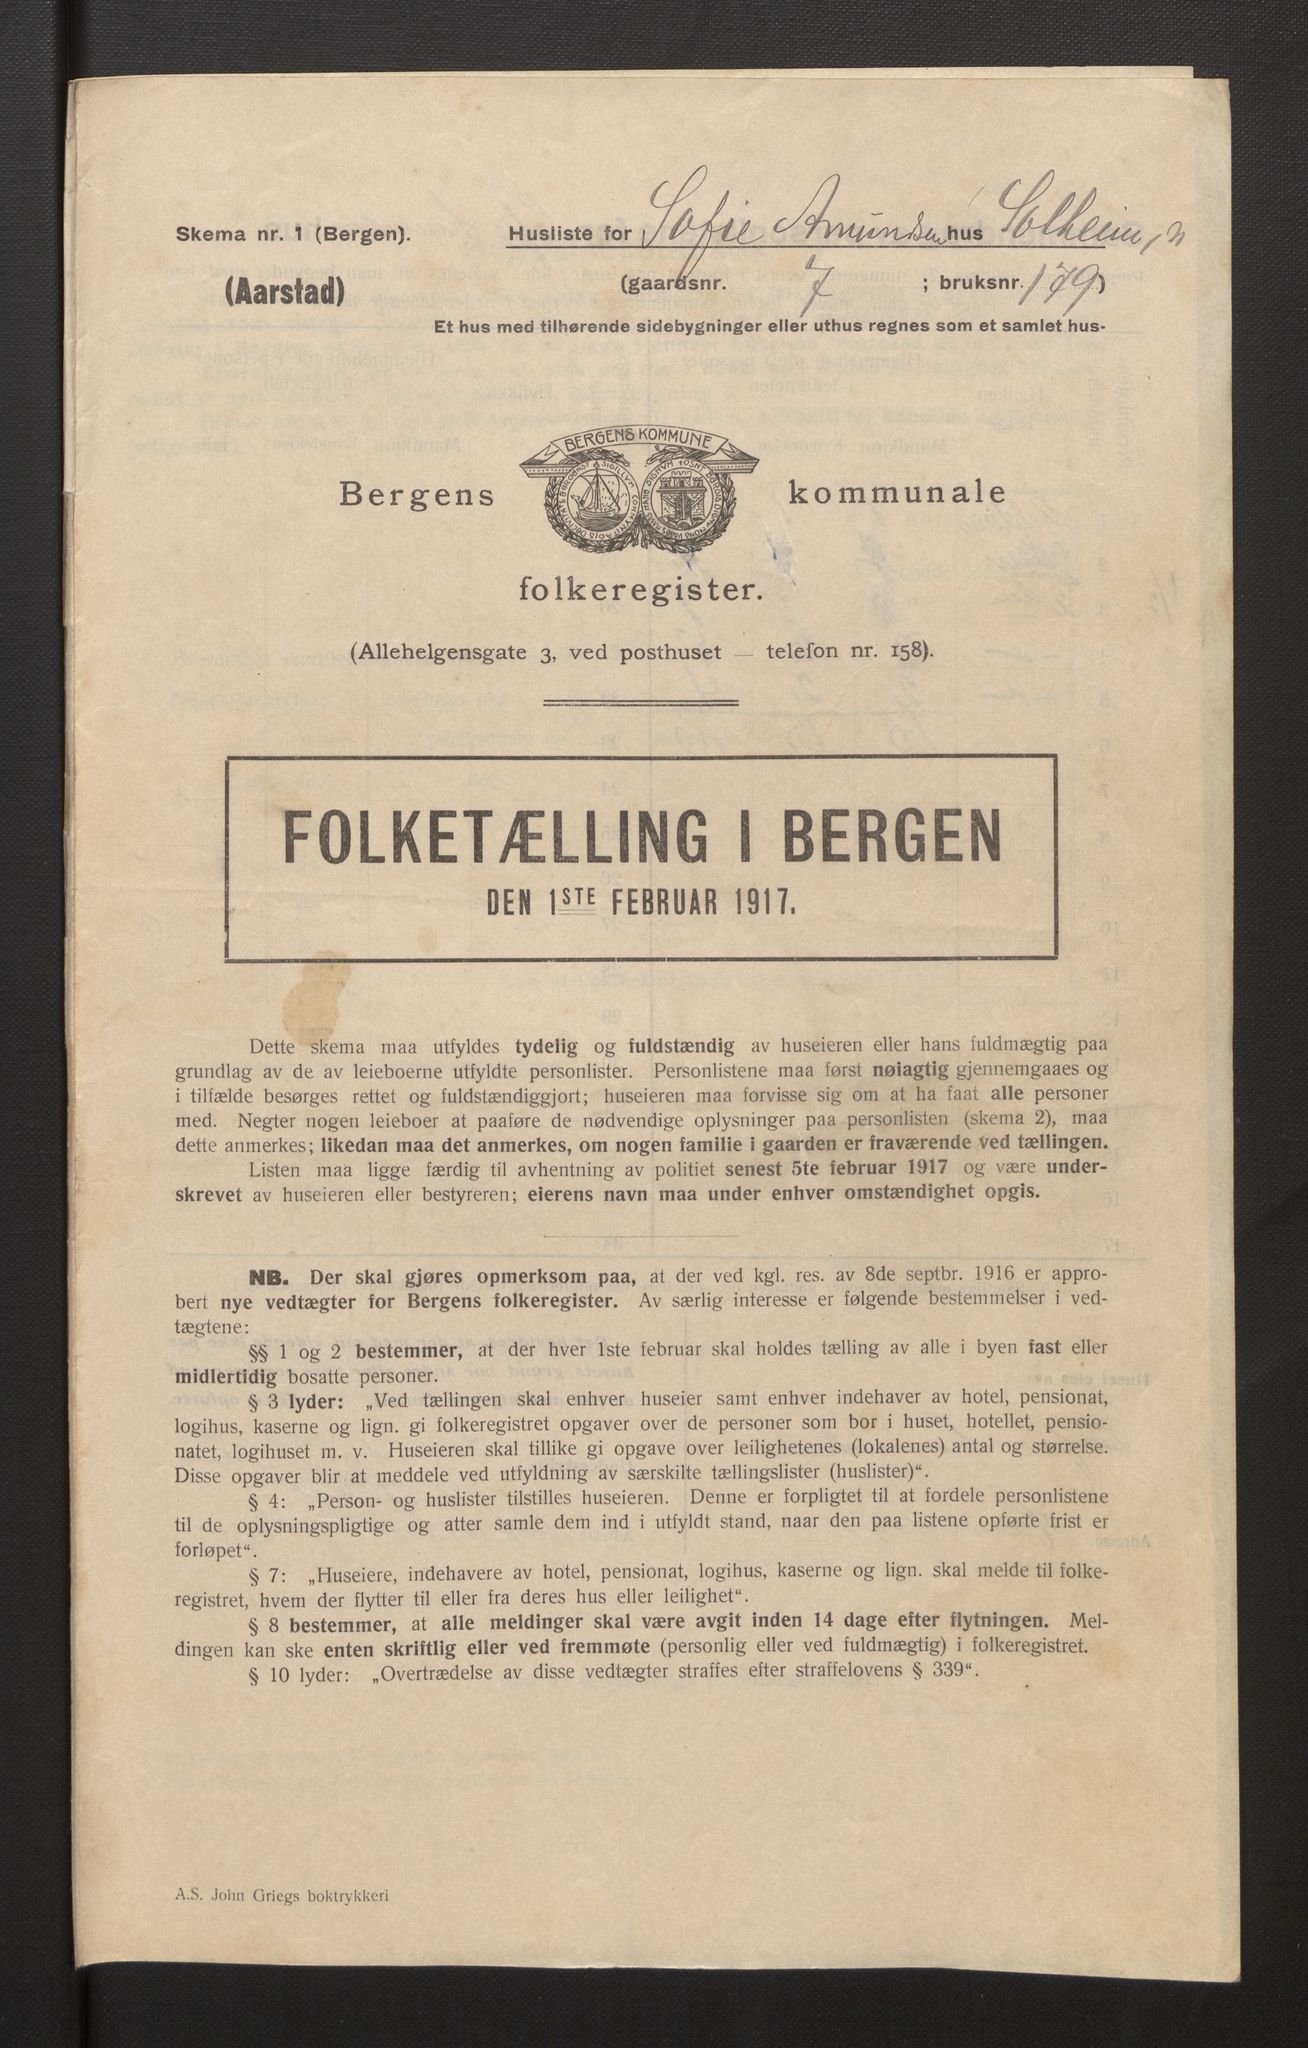 Skema nr. 1 (Bergen). Husliste for Sofie Amundsen hus Solheim
(Aarstad) (gaardsnr. 7 ; bruksnr. 179)
Et hus med tilhørende sidebygninger eller uthus regnes som et samlet hus-
BERGENS KOMMUNE
Bergens kommunale
folkeregister.
(Allehelgensgate 3, ved posthuset — telefon nr. 158).
FOLKETÆLLING I BERGEN
DEN 1STE FEBRUAR 1917.
Dette skema maa utfyldes tydelig og fuldstændig av huseieren eller hans fuldmægtig paa
grundlag av de av leieboerne utfyldte personlister. Personlistene maa først nøiagtig gjennemgaaes og
i tilfælde besørges rettet og fuldstændiggjort; huseieren maa forvisse sig om at ha faat alle personer
med. Negter nogen leieboer at paaføre de nødvendige oplysninger paa personlisten (skema 2), maa
dette anmerkes; likedan maa det anmerkes, om nogen familie i gaarden er fraværende ved tællingen.
Listen maa ligge færdig til avhentning av politiet senest 5te februar 1917 og være under-
skrevet av huseieren eller bestyreren; eierens navn maa under enhver omstændighet opgis.
NB. Der skal gjøres opmerksom paa, at der ved kgl. res. av 8de septbr. 1916 er appro-
bert nye vedtægter for Bergens folkeregister. Av særlig interesse er følgende bestemmelser i ved-
tægtene:
§§ 1 og 2 bestemmer, at der hver 1ste februar skal holdes tælling av alle i byen fast eller
midlertidig bosatte personer.
§ 3 lyder: „Ved tællingen skal enhver huseier samt enhver indehaver av hotel, pensionat,
logihus, kaserne og lign. gi folkeregistret opgaver over de personer som bor i huset, hotellet, pensio-
natet, logihuset m. v. Huseieren skal tillike gi opgave over leilighetenes (lokalenes) antal og størrelse.
Disse opgaver blir at meddele ved utfyldning av særskilte tællingslister (huslister)“.
§ 4: „Person- og huslister tilstilles huseieren. Denne er forpligtet til at fordele personlistene
til de oplysningspligtige og atter samle dem ind i utfyldt stand, naar den paa listene opførte frist er
forløpet“.
§ 7: „Huseiere, indehavere av hotel, pensionat, logihus, kaserne og lign. skal melde til folke-
registret, hvem der flytter til eller fra deres hus eller leilighet“.
§ 8 bestemmer, at alle meldinger skal være avgit inden 14 dage efter flytningen. Mel-
dingen kan ske enten skriftlig eller ved fremmøte (personlig eller ved fuldmægtig) i folkeregistret.
§ 10 lyder: „Overtrædelse av disse vedtægter straffes efter straffelovens § 339“.
A.S. John Griegs boktrykkeri